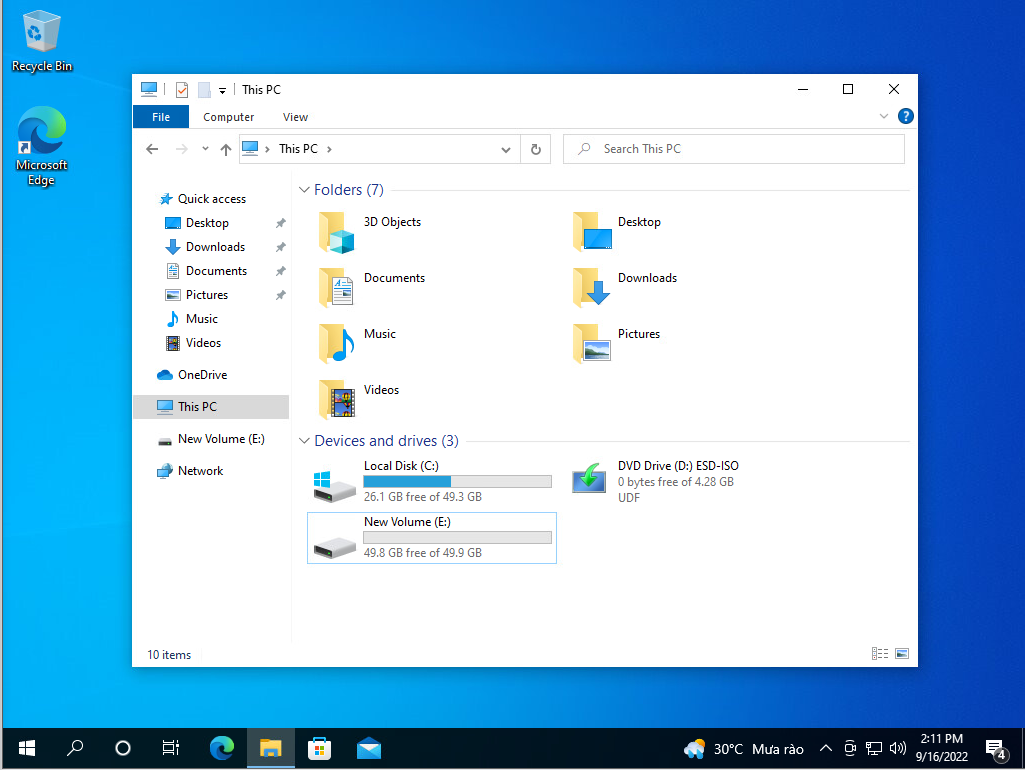 Recycle Bin
Microsoft
Edge
This PC
File
Computer
View
This PC
Search This PC
Quick access
Desktop
Downloads
Documents
Pictures
Music
Videos
OneDrive
This PC
New Volume (E:)
Network
Folders (7)
3D Objects
Desktop
Documents
Downloads
Music
Pictures
Videos
Devices and drives (3)
Local Disk (C:)
26.1 GB free of 49.3 GB
DVD Drive (D:) ESD-ISO
0 bytes free of 4.28 GB
UDF
New Volume (E:)
49.8 GB free of 49.9 GB
10 items
30°C Mưa rào
2:11 PM
9/16/2022
4